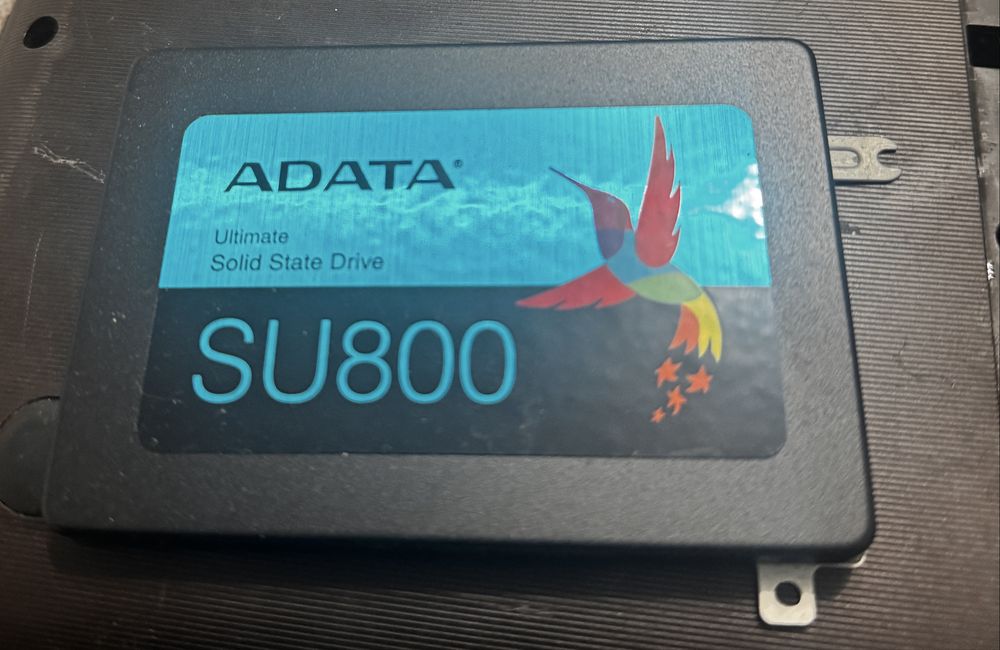 ADATA®
Ultimate
Solid State Drive
SU800